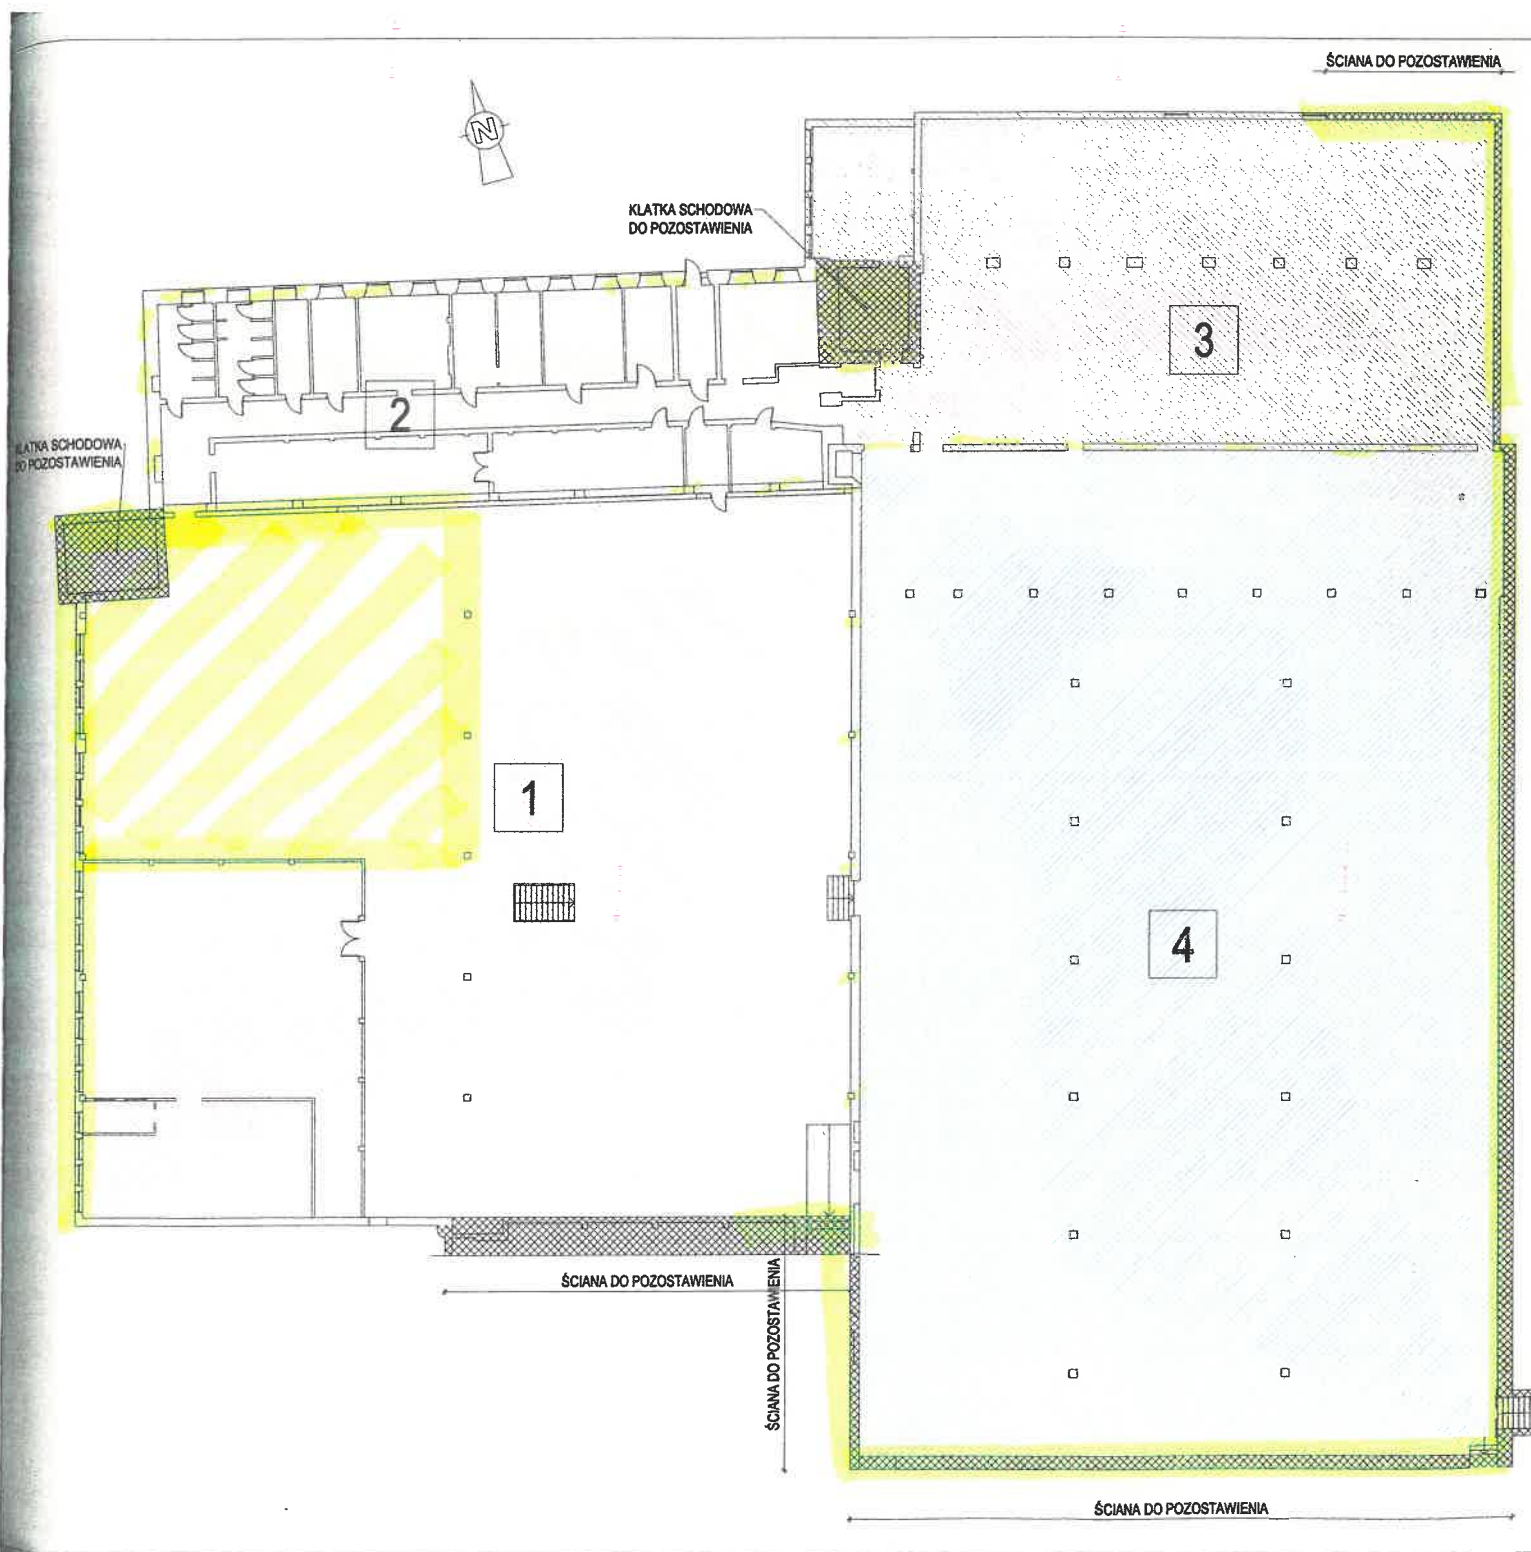 ŚCIANA DO POZOSTAWIENIA
N
KLATKA SCHODOWA
DO POZOSTAWIENIA
3
2
KLATKA SCHODOWA
DO POZOSTAWIENIA
1
4
ŚCIANA DO POZOSTAWIENIA
ŚCIANA DO POZOSTAWIENIA
ŚCIANA DO POZOSTAWIENIA